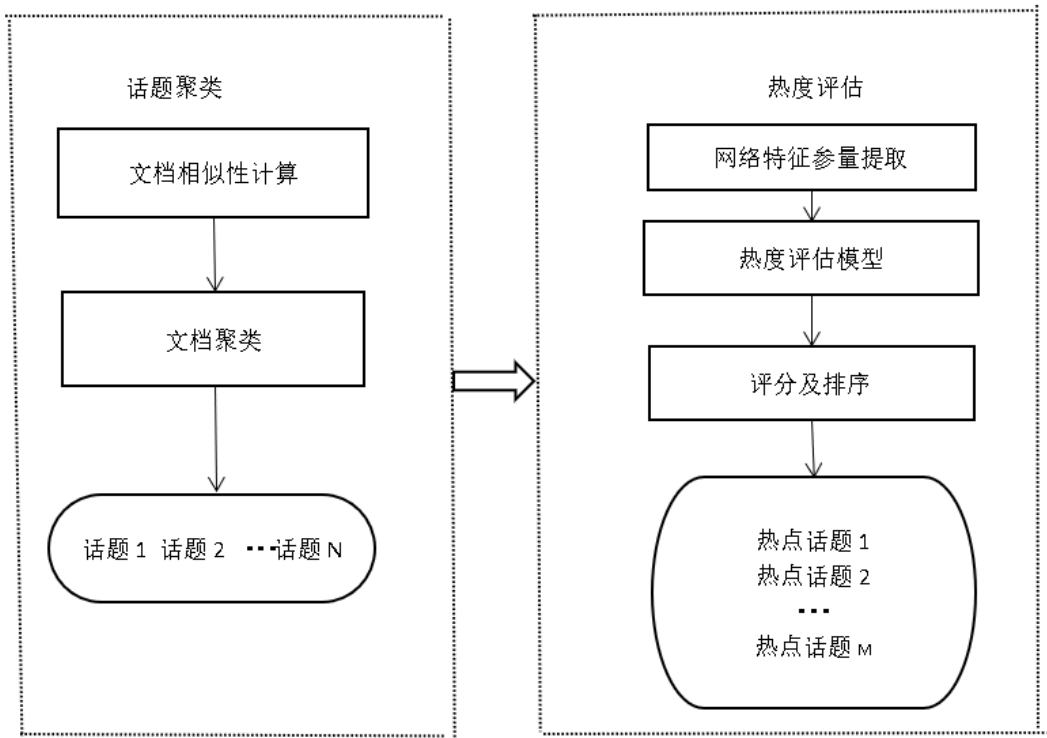 话题聚类
文档相似性计算
文档聚类
话题1 话题2 ···话题N
热度评估
网络特征参量提取
热度评估模型
评分及排序
热点话题1
热点话题2
···
热点话题M